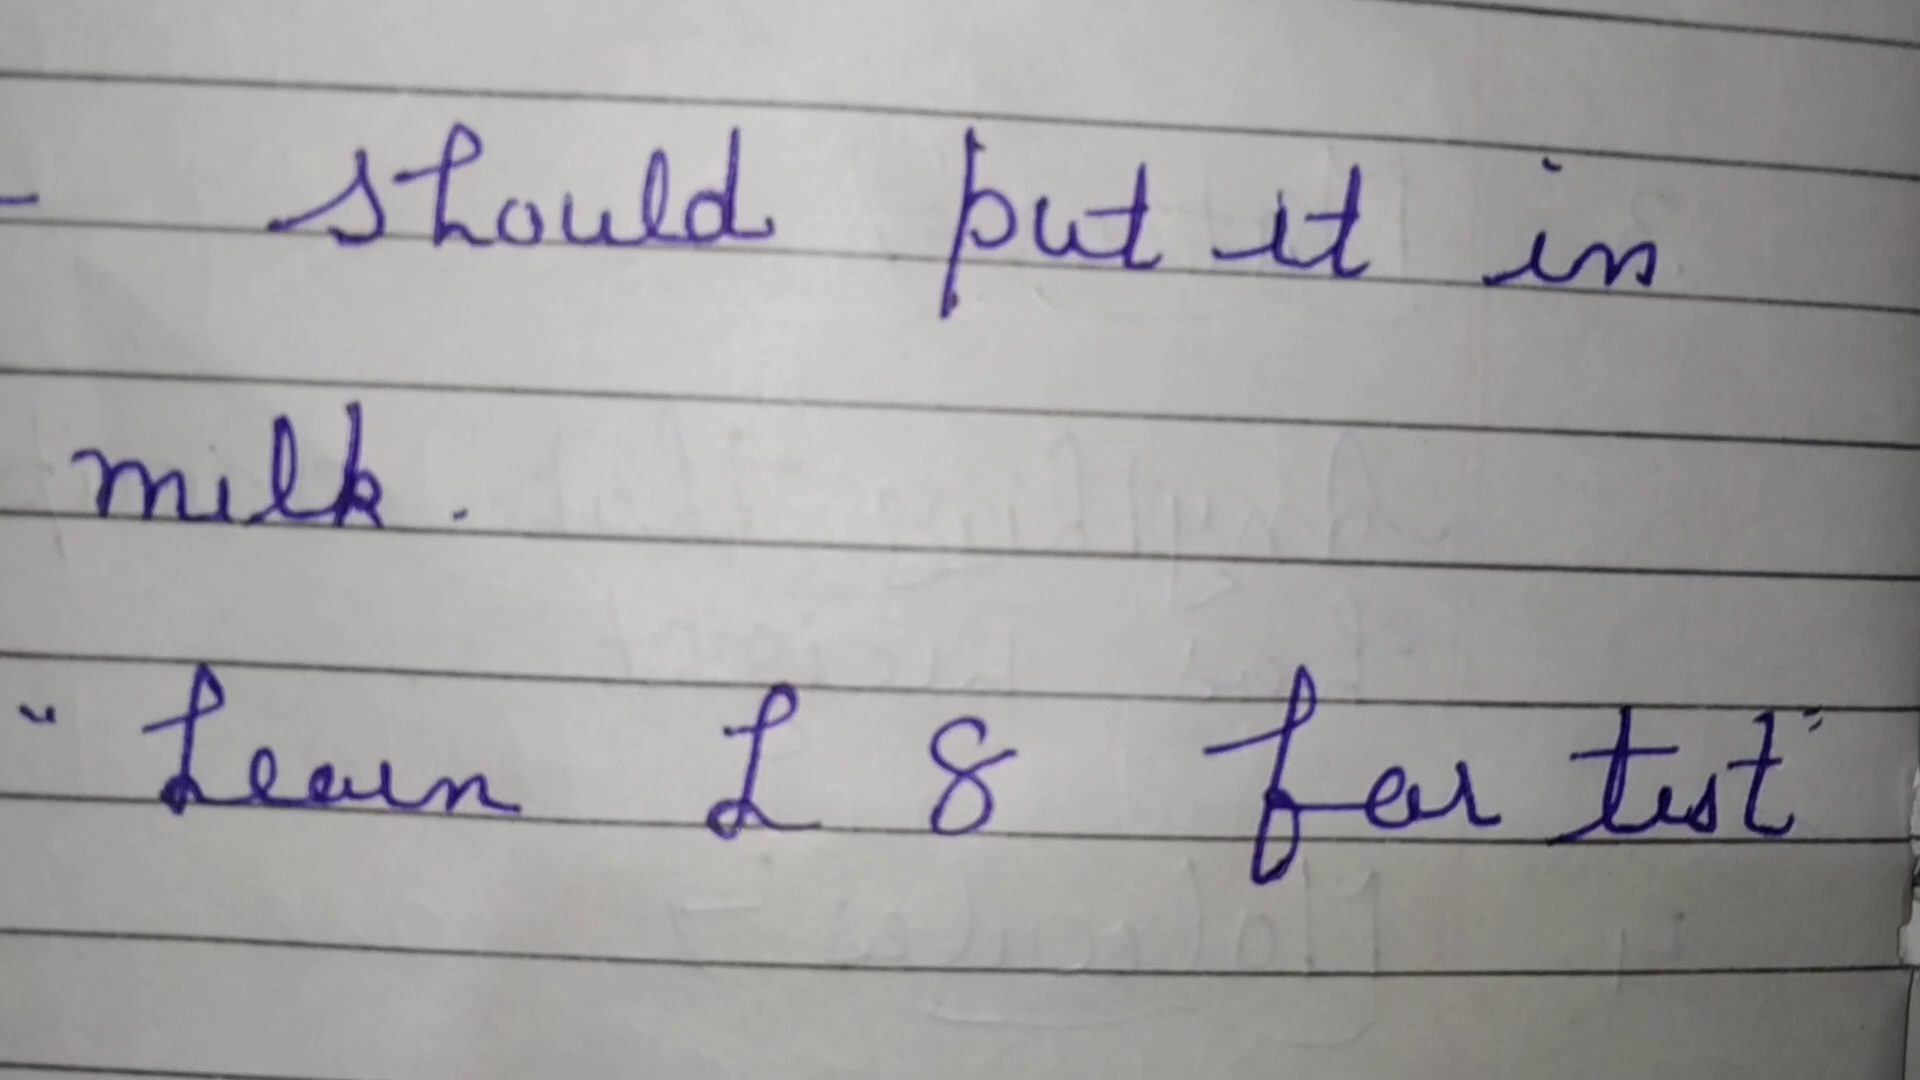 - should put it in
milk.
"Learn L 8 for test"